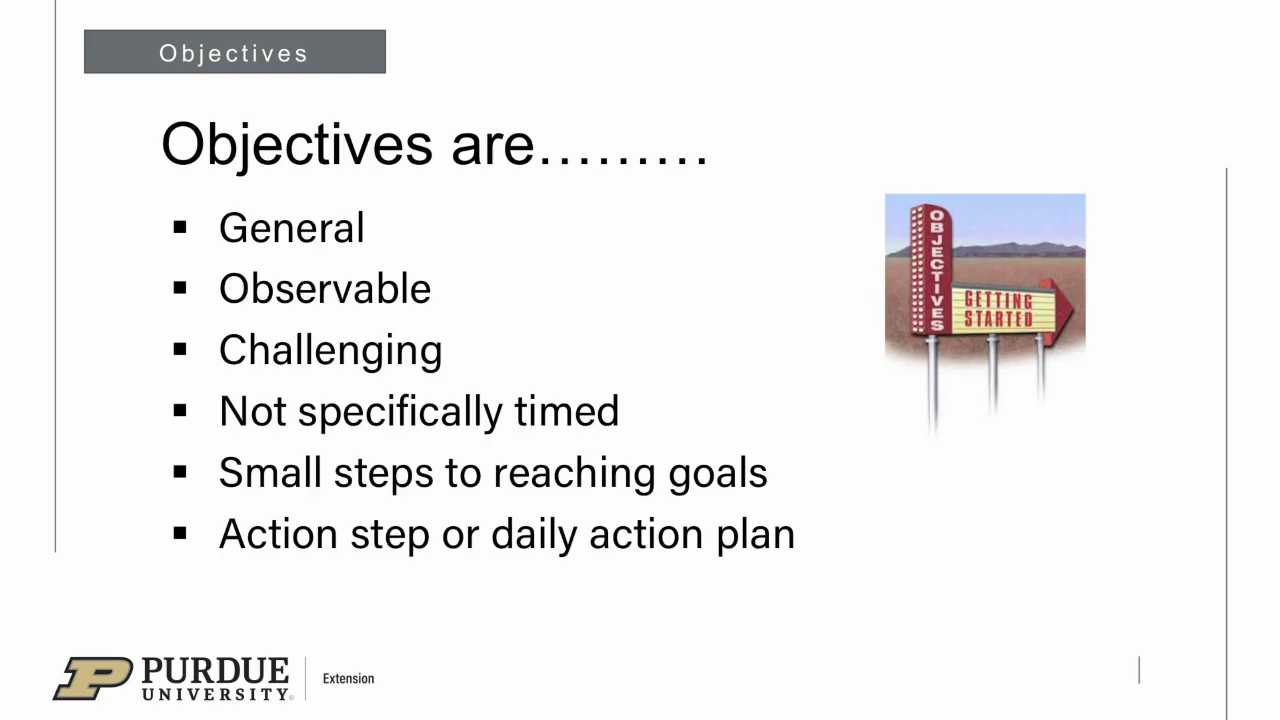 Objectives
Objectives are………
▪ General
▪ Observable
▪ Challenging
▪ Not specifically timed
▪ Small steps to reaching goals
▪ Action step or daily action plan
OBJECTIVES
GETTING
STARTED
P
PURDUE
UNIVERSITY®
Extension